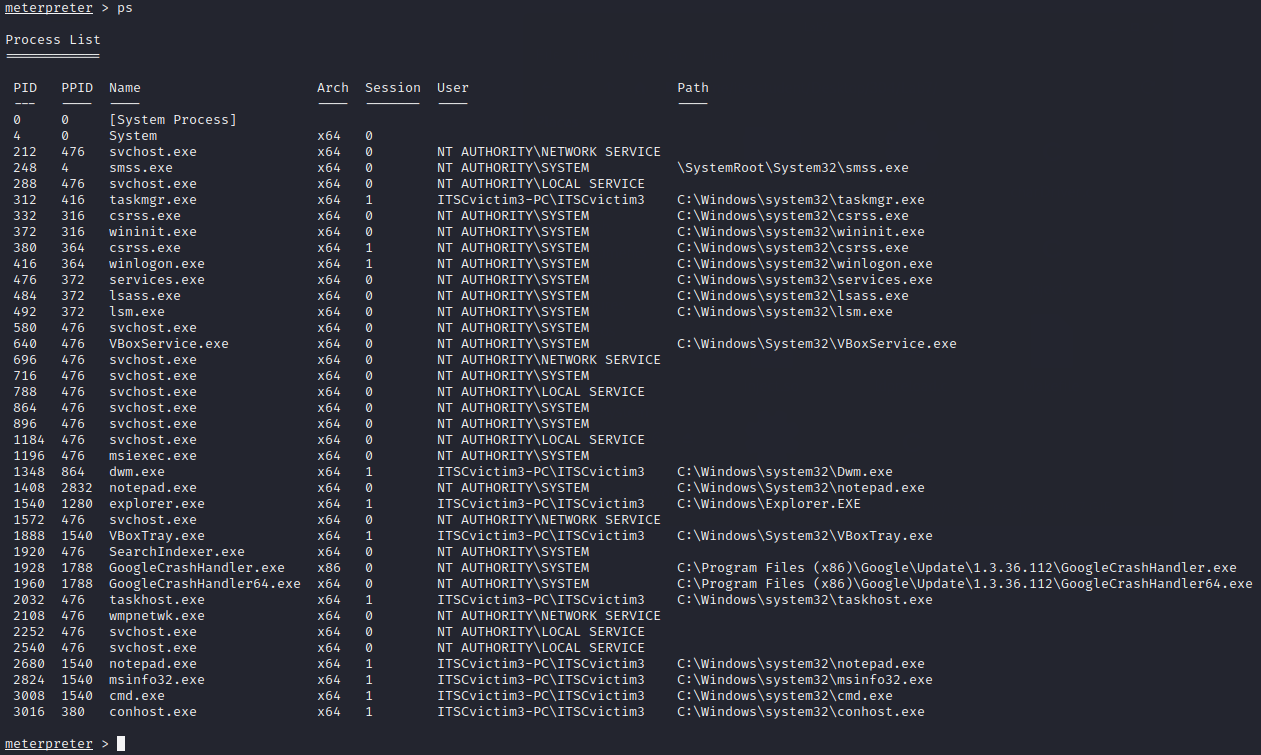 meterpreter > ps
Process List
============
PID PPID Name Arch Session User Path
--- ---- ---- ---- ------- ---- ----
0 0 [System Process]
4 0 System x64 0
212 476 svchost.exe x64 0 NT AUTHORITY\NETWORK SERVICE
248 4 smss.exe x64 0 NT AUTHORITY\SYSTEM \SystemRoot\System32\smss.exe
288 476 svchost.exe x64 0 NT AUTHORITY\LOCAL SERVICE
312 416 taskmgr.exe x64 1 ITSCvictim3-PC\ITSCvictim3 C:\Windows\system32\taskmgr.exe
332 316 csrss.exe x64 0 NT AUTHORITY\SYSTEM C:\Windows\system32\csrss.exe
372 316 wininit.exe x64 0 NT AUTHORITY\SYSTEM C:\Windows\system32\wininit.exe
380 364 csrss.exe x64 1 NT AUTHORITY\SYSTEM C:\Windows\system32\csrss.exe
416 364 winlogon.exe x64 1 NT AUTHORITY\SYSTEM C:\Windows\system32\winlogon.exe
476 372 services.exe x64 0 NT AUTHORITY\SYSTEM C:\Windows\system32\services.exe
484 372 lsass.exe x64 0 NT AUTHORITY\SYSTEM C:\Windows\system32\lsass.exe
492 372 lsm.exe x64 0 NT AUTHORITY\SYSTEM C:\Windows\system32\lsm.exe
580 476 svchost.exe x64 0 NT AUTHORITY\SYSTEM
640 476 VBoxService.exe x64 0 NT AUTHORITY\SYSTEM C:\Windows\System32\VBoxService.exe
696 476 svchost.exe x64 0 NT AUTHORITY\NETWORK SERVICE
716 476 svchost.exe x64 0 NT AUTHORITY\SYSTEM
788 476 svchost.exe x64 0 NT AUTHORITY\LOCAL SERVICE
864 476 svchost.exe x64 0 NT AUTHORITY\SYSTEM
896 476 svchost.exe x64 0 NT AUTHORITY\SYSTEM
1184 476 svchost.exe x64 0 NT AUTHORITY\LOCAL SERVICE
1196 476 msiexec.exe x64 0 NT AUTHORITY\SYSTEM
1348 864 dwm.exe x64 1 ITSCvictim3-PC\ITSCvictim3 C:\Windows\system32\Dwm.exe
1408 2832 notepad.exe x64 0 NT AUTHORITY\SYSTEM C:\Windows\System32\notepad.exe
1540 1280 explorer.exe x64 1 ITSCvictim3-PC\ITSCvictim3 C:\Windows\Explorer.EXE
1572 476 svchost.exe x64 0 NT AUTHORITY\NETWORK SERVICE
1888 1540 VBoxTray.exe x64 1 ITSCvictim3-PC\ITSCvictim3 C:\Windows\System32\VBoxTray.exe
1920 476 SearchIndexer.exe x64 0 NT AUTHORITY\SYSTEM
1928 1788 GoogleCrashHandler.exe x86 0 NT AUTHORITY\SYSTEM C:\Program Files (x86)\Google\Update\1.3.36.112\GoogleCrashHandler.exe
1960 1788 GoogleCrashHandler64.exe x64 0 NT AUTHORITY\SYSTEM C:\Program Files (x86)\Google\Update\1.3.36.112\GoogleCrashHandler64.exe
2032 476 taskhost.exe x64 1 ITSCvictim3-PC\ITSCvictim3 C:\Windows\system32\taskhost.exe
2108 476 wmpnetwk.exe x64 0 NT AUTHORITY\NETWORK SERVICE
2252 476 svchost.exe x64 0 NT AUTHORITY\LOCAL SERVICE
2540 476 svchost.exe x64 0 NT AUTHORITY\LOCAL SERVICE
2680 1540 notepad.exe x64 1 ITSCvictim3-PC\ITSCvictim3 C:\Windows\system32\notepad.exe
2824 1540 msinfo32.exe x64 1 ITSCvictim3-PC\ITSCvictim3 C:\Windows\system32\msinfo32.exe
3008 1540 cmd.exe x64 1 ITSCvictim3-PC\ITSCvictim3 C:\Windows\system32\cmd.exe
3016 380 conhost.exe x64 1 ITSCvictim3-PC\ITSCvictim3 C:\Windows\system32\conhost.exe
meterpreter >